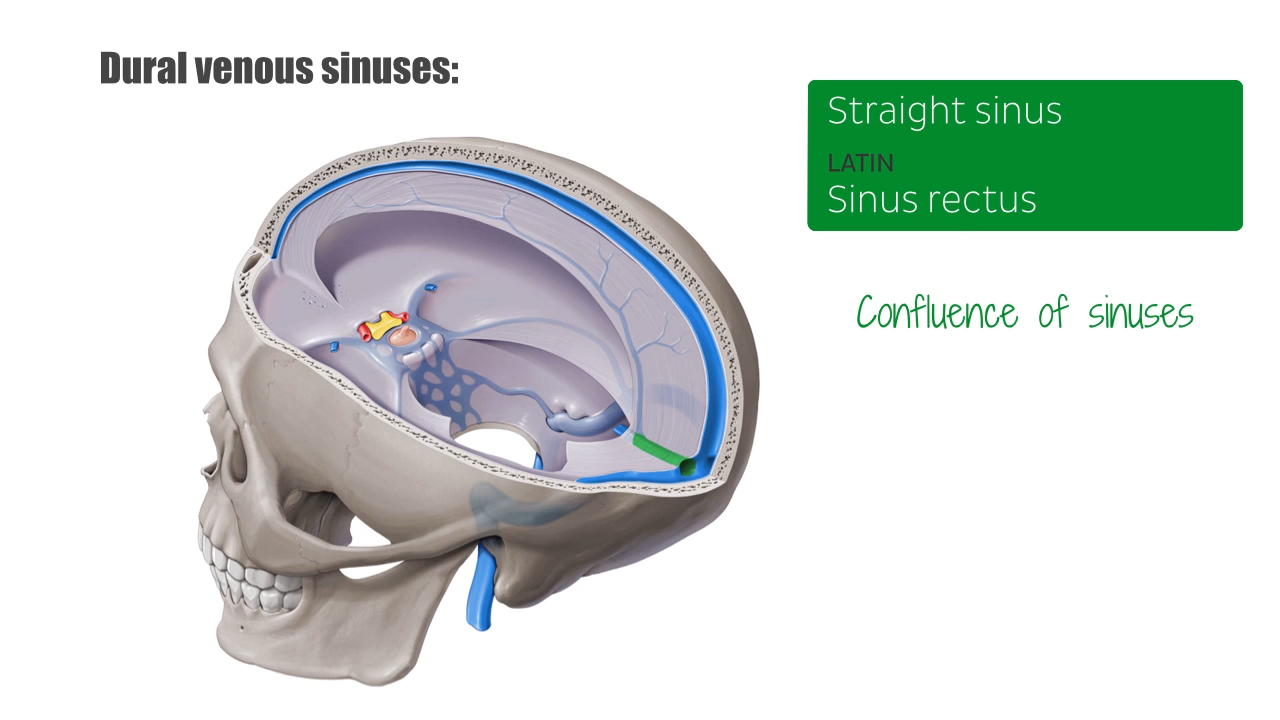 Dural venous sinuses:
Straight sinus
LATIN
Sinus rectus
Confluence of sinuses